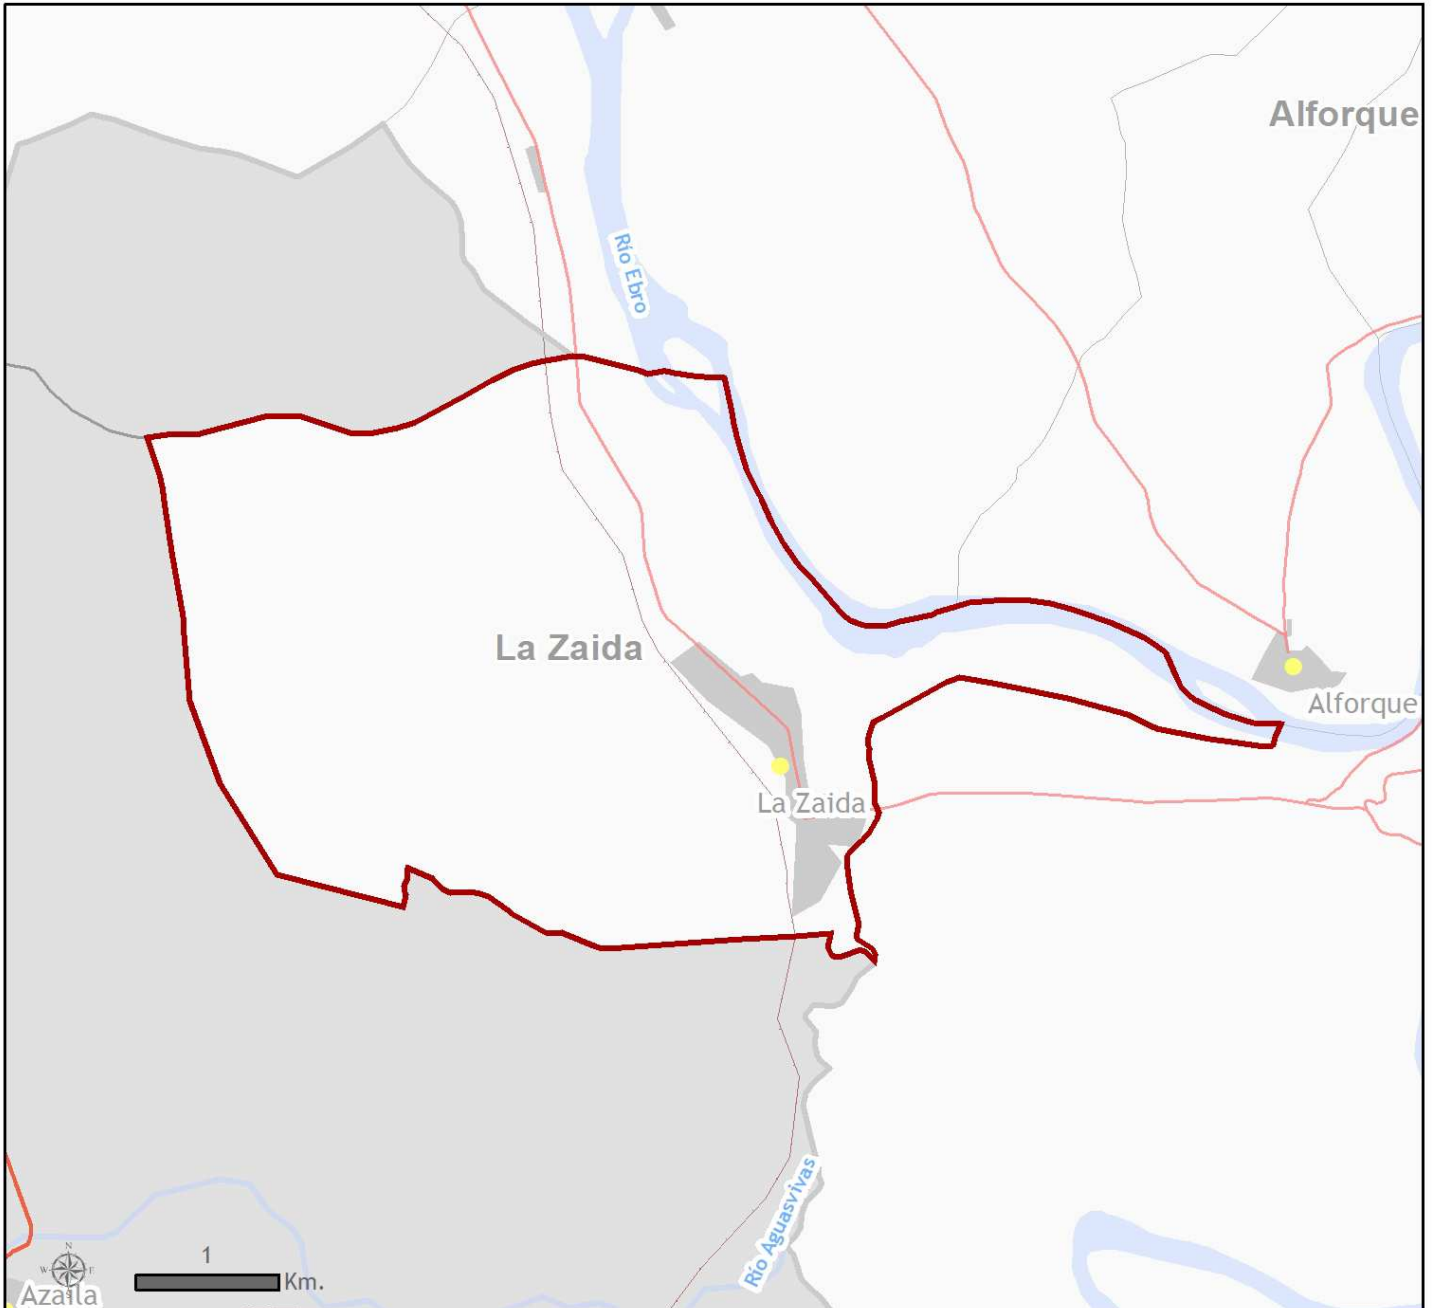 Alforque
Río Ebro
La Zaida
Alforque
La Zaida
Río Aguasvivas
N
W
E
S
1
Km.
Azaila